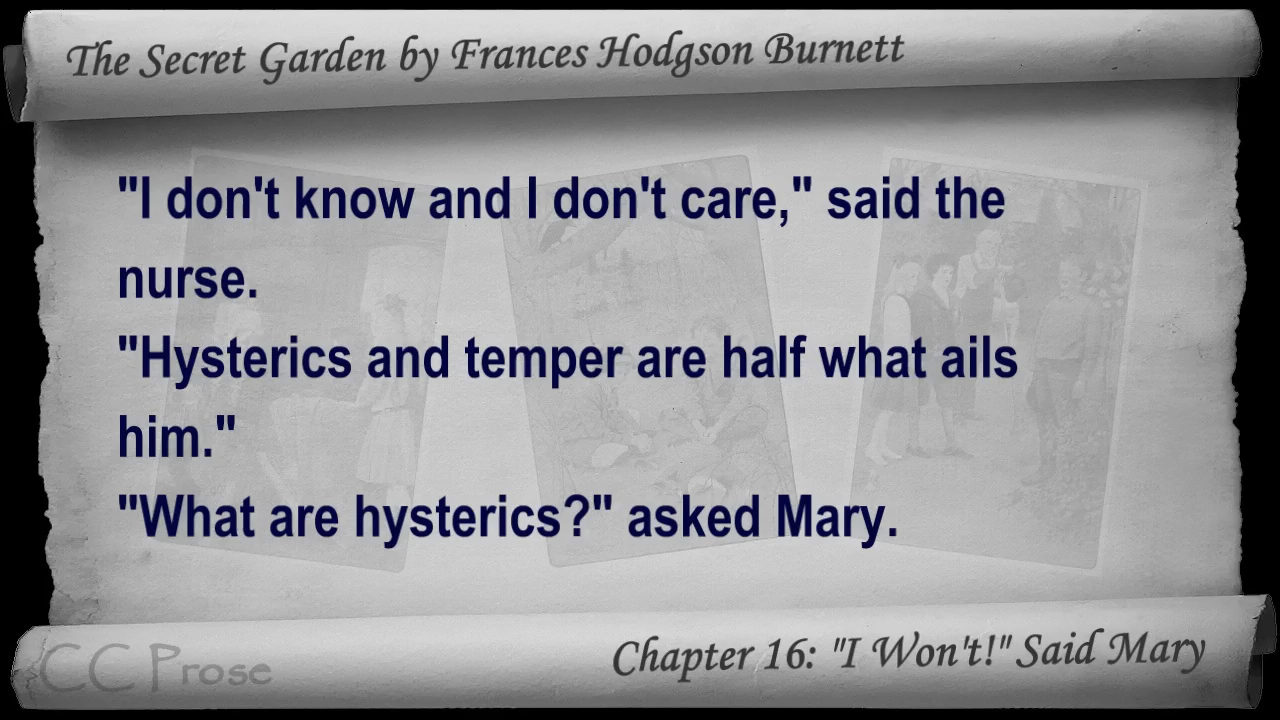 The Secret Garden by Frances Hodgson Burnett
"I don't know and I don't care," said the
nurse.
"Hysterics and temper are half what ails
him."
"What are hysterics?" asked Mary.
CC Prose
Chapter 16: "I Won't!" Said Mary